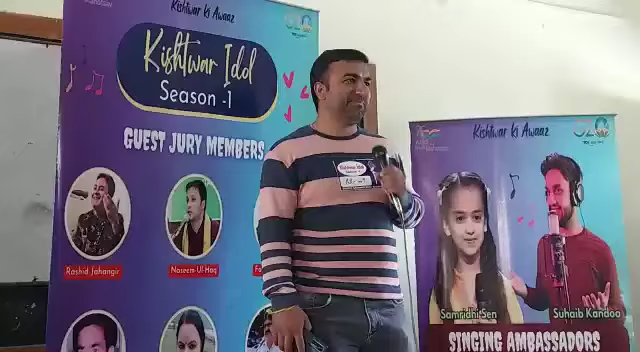 Kishtwar Ki Awaaz
Kishtwar Idol
Season -1
GUEST JURY MEMBERS
Rashid Jahangir
Naseem-Ul-Haq
Kishtwar Ki Awaaz
Samridhi Sen
Suhaib Kandoo
SINGING AMBASSADORS